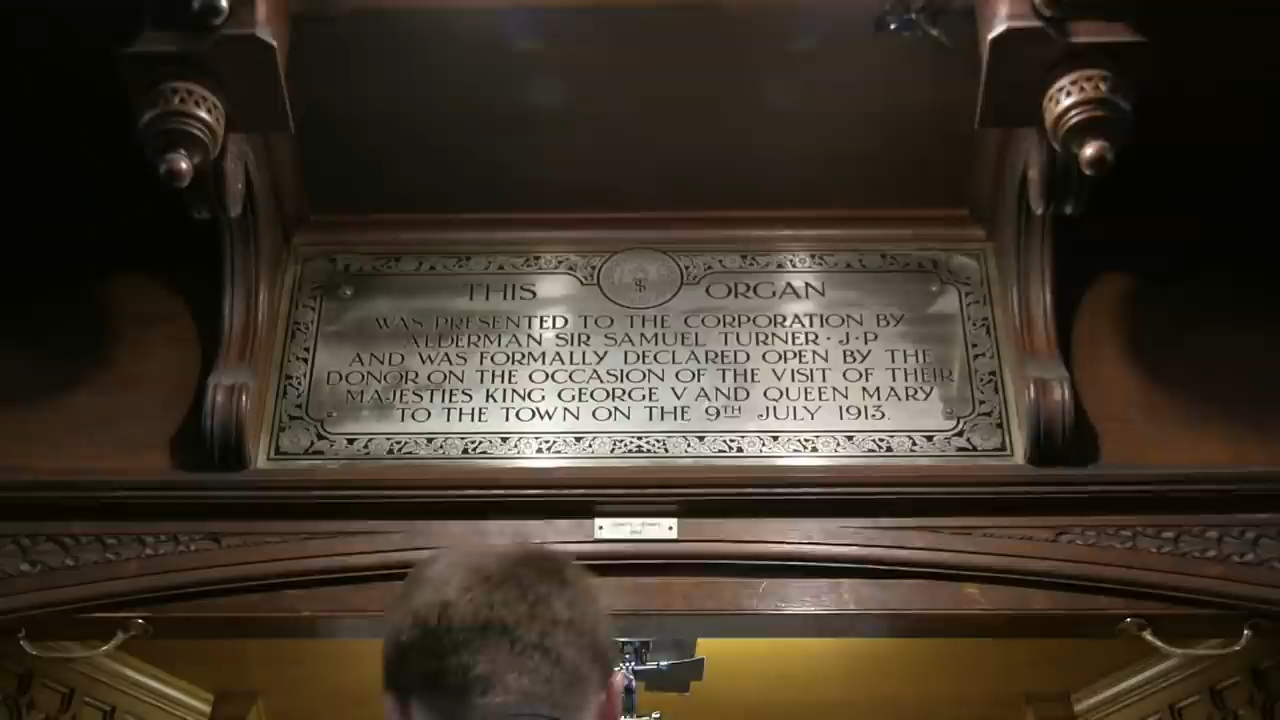 THIS ORGAN
WAS PRESENTED TO THE CORPORATION BY
ALDERMAN SIR SAMUEL TURNER · J · P
AND WAS FORMALLY DECLARED OPEN BY THE
DONOR ON THE OCCASION OF THE VISIT OF THEIR
MAJESTIES KING GEORGE V AND QUEEN MARY
TO THE TOWN ON THE 9TH JULY 1913.